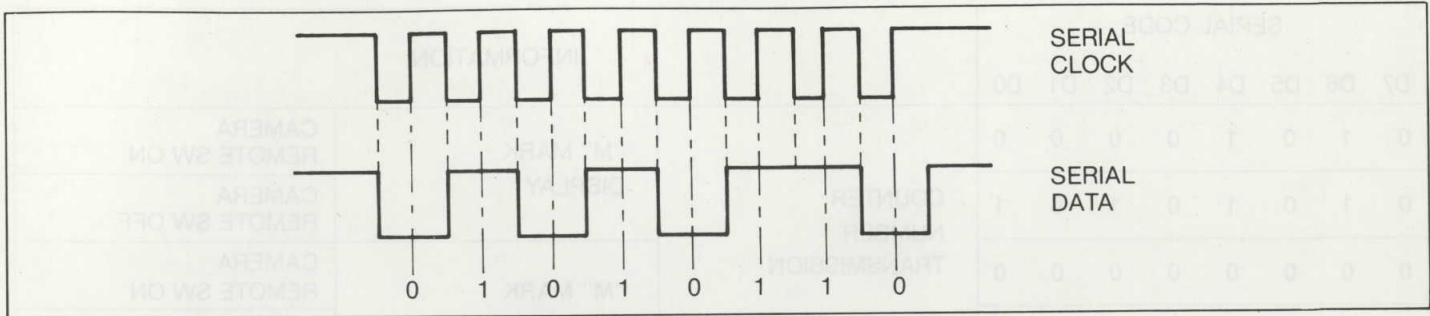 SERIAL
CLOCK
SERIAL
DATA
0 1 0 1 0 1 1 0